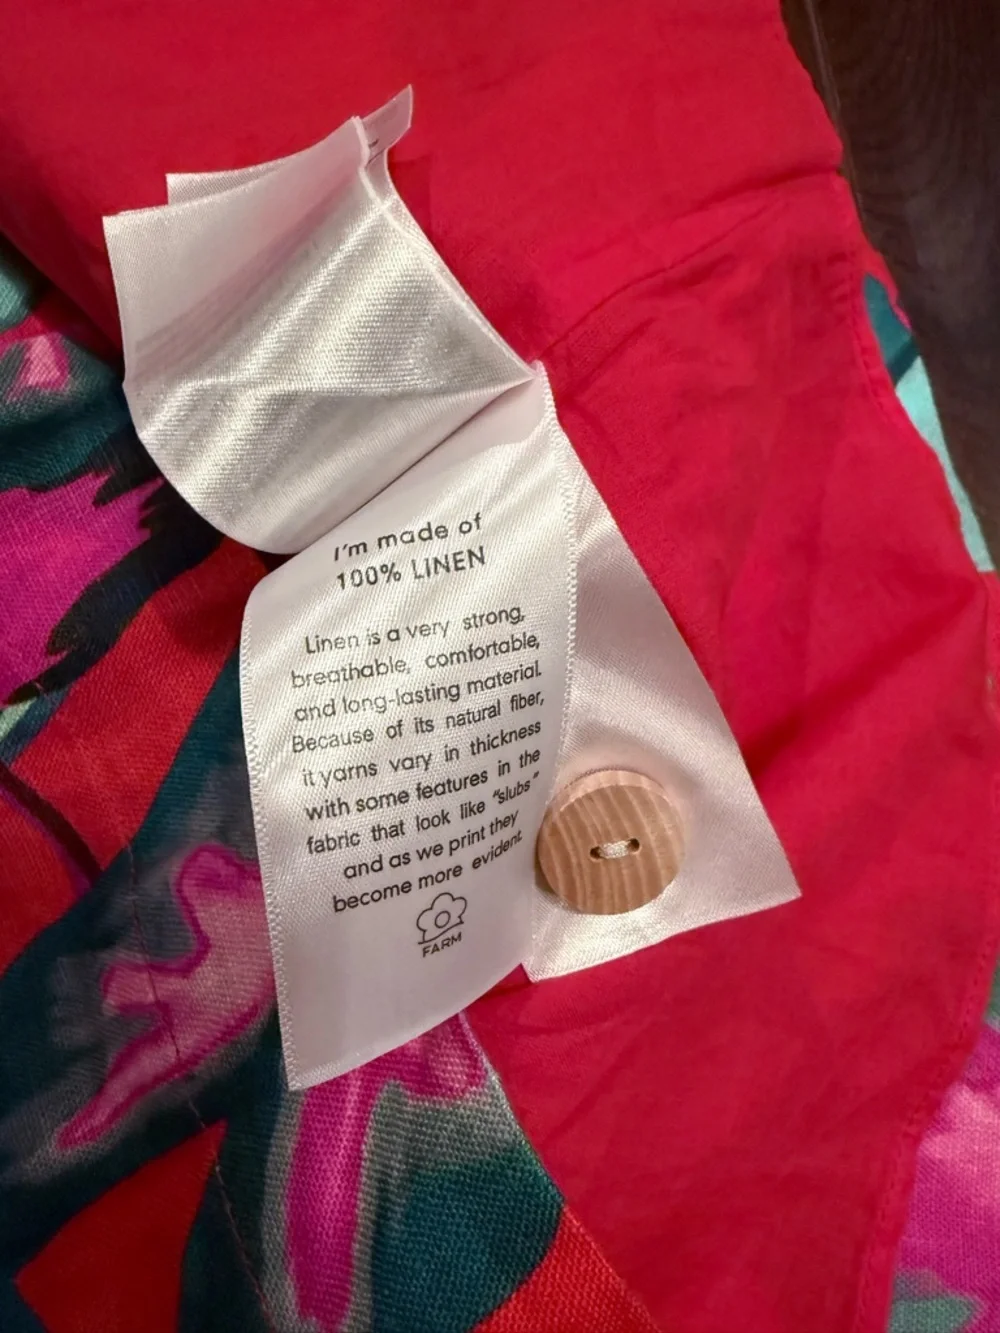 I'm made of
100% LINEN
Linen is a very strong,
breathable, comfortable,
and long-lasting material.
Because of its natural fiber,
it yarns vary in thickness
with some features in the
fabric that look like "slubs"
and as we print they
become more evident.
FARM